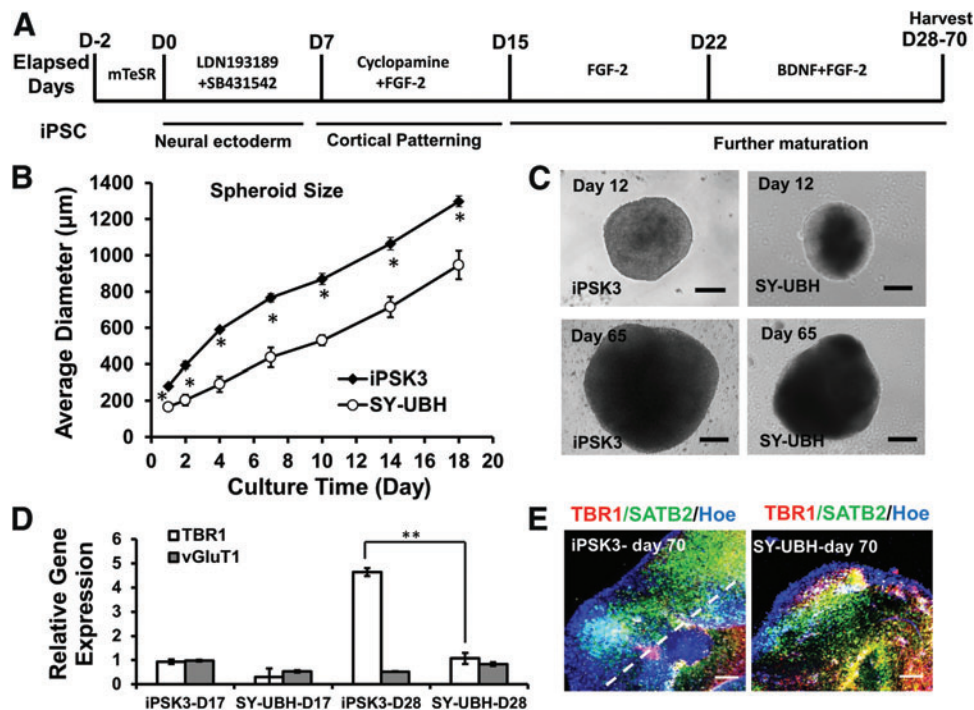 A
D-2 D0 D7 D15 D22 Harvest D28-70
Elapsed Days
mTeSR
LDN193189
+SB431542
Cyclopamine
+FGF-2
FGF-2
BDNF+FGF-2
iPSC
Neural ectoderm
Cortical Patterning
Further maturation
B
Spheroid Size
Average Diameter (μm)
1400
1200
1000
800
600
400
200
0
* * * * * * *
iPSK3
SY-UBH
0 2 4 6 8 10 12 14 16 18 20
Culture Time (Day)
C
Day 12
iPSK3
Day 12
SY-UBH
Day 65
iPSK3
Day 65
SY-UBH
D
TBR1
vGluT1
Relative Gene
Expression
6
5
4
3
2
1
0
**
iPSK3-D17 SY-UBH-D17 iPSK3-D28 SY-UBH-D28
E
TBR1/SATB2/Hoe
iPSK3- day 70
TBR1/SATB2/Hoe
SY-UBH-day 70